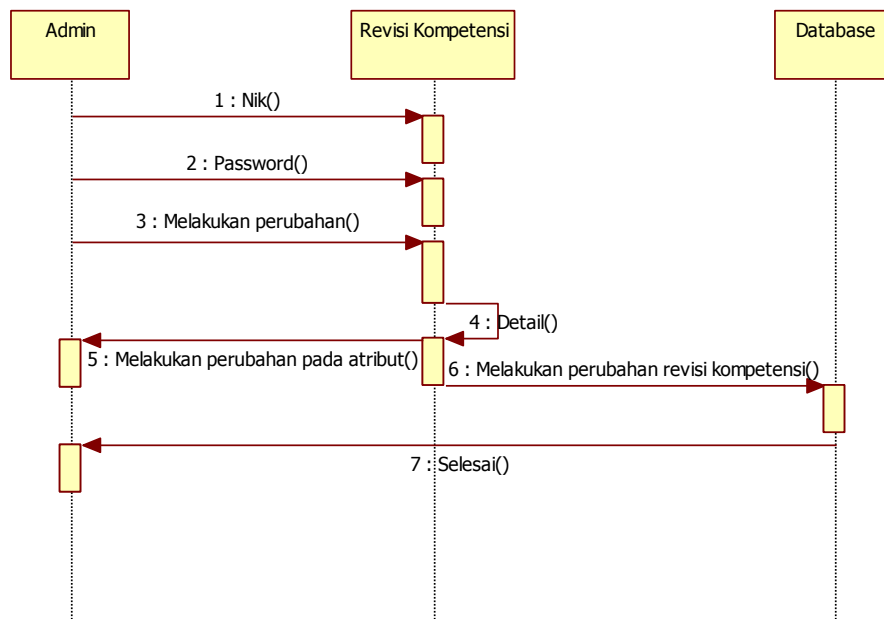 Admin
Revisi Kompetensi
Database
1 : Nik()
2 : Password()
3 : Melakukan perubahan()
4 : Detail()
5 : Melakukan perubahan pada atribut()
6 : Melakukan perubahan revisi kompetensi()
7 : Selesai()